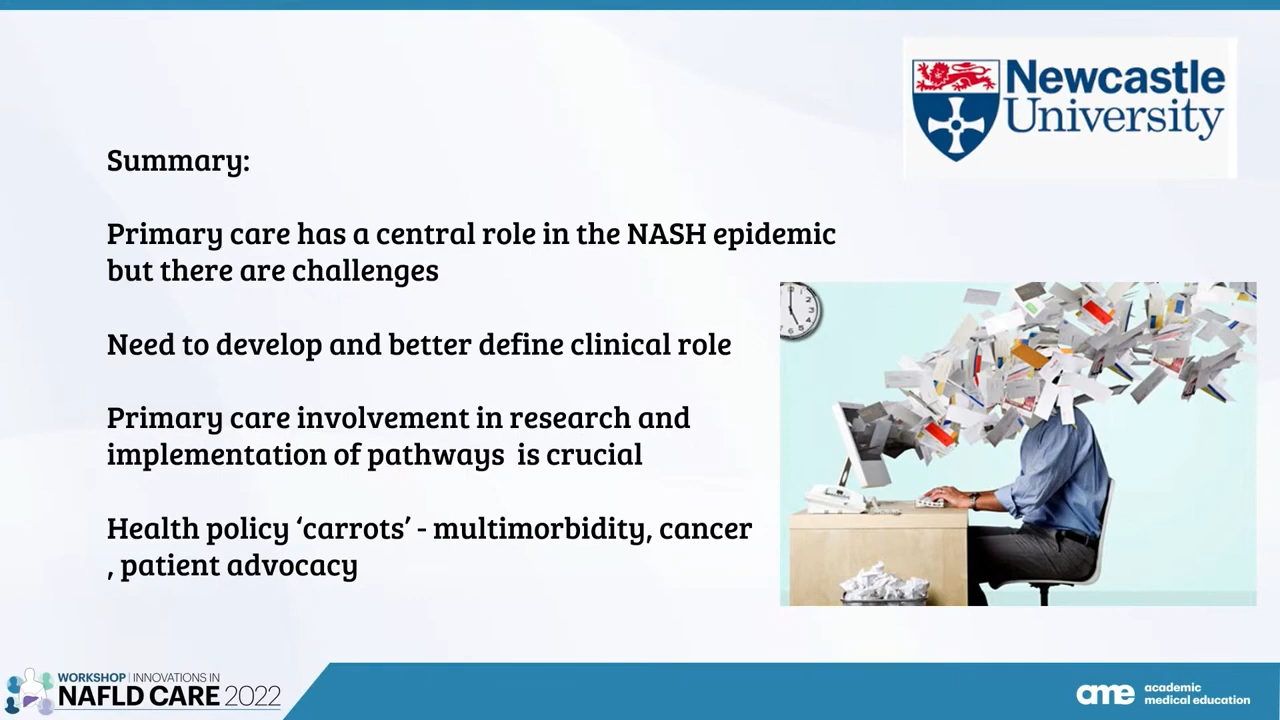 Newcastle
University
Summary:
Primary care has a central role in the NASH epidemic
but there are challenges
Need to develop and better define clinical role
Primary care involvement in research and
implementation of pathways  is crucial
Health policy ‘carrots’ - multimorbidity, cancer
, patient advocacy
WORKSHOP | INNOVATIONS IN
NAFLD CARE 2022
ame academic
medical education